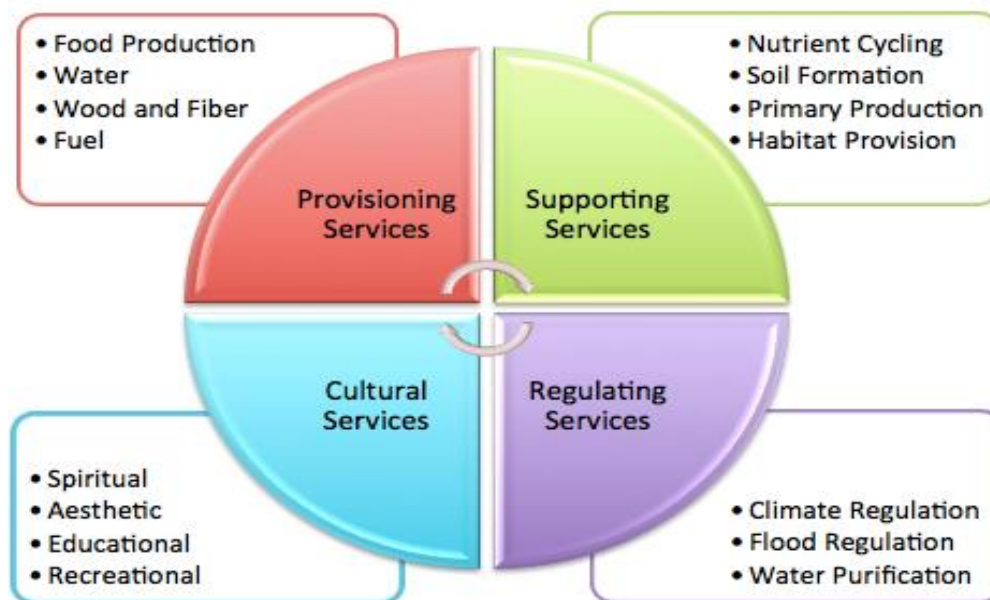 • Food Production
• Water
• Wood and Fiber
• Fuel
• Nutrient Cycling
• Soil Formation
• Primary Production
• Habitat Provision
Provisioning
Services
Supporting
Services
Cultural
Services
Regulating
Services
• Spiritual
• Aesthetic
• Educational
• Recreational
• Climate Regulation
• Flood Regulation
• Water Purification